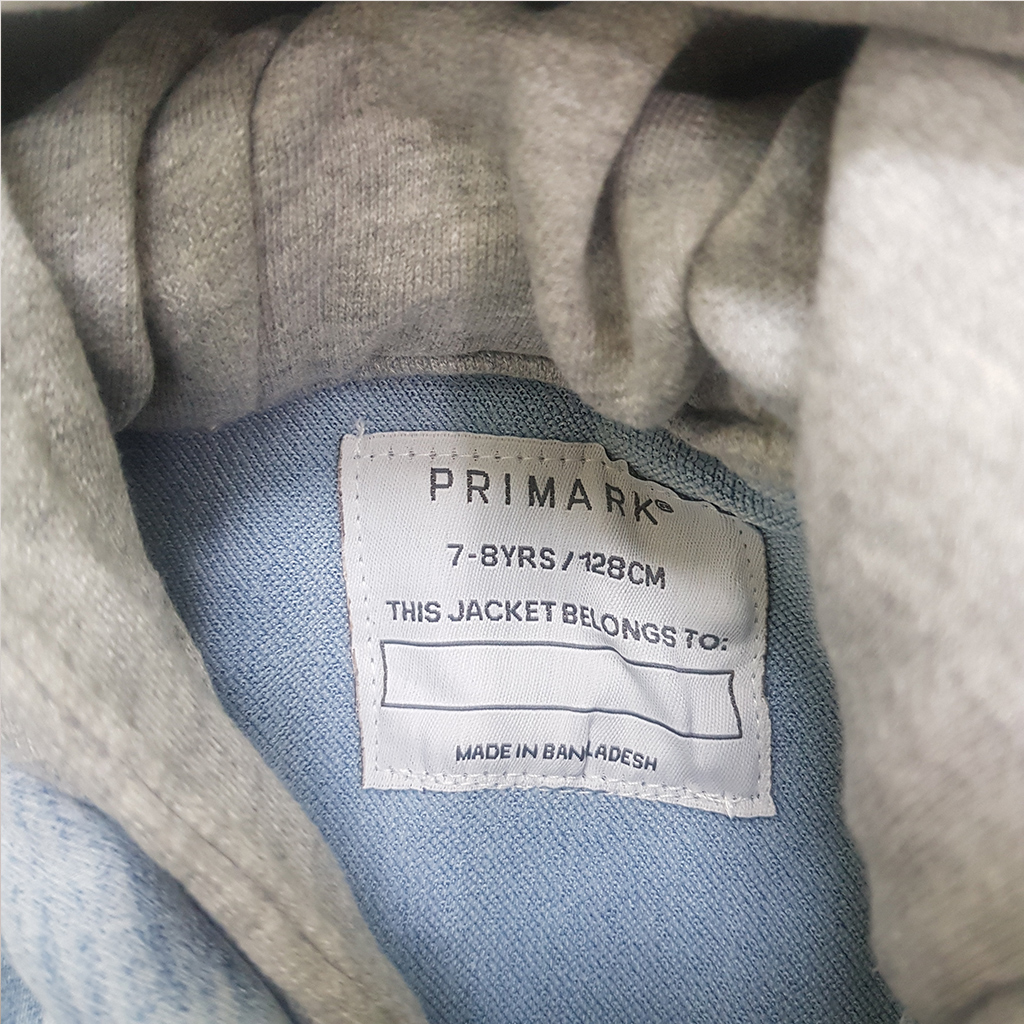 PRIMARK®
7-8YRS/128CM
THIS JACKET BELONGS TO:
MADE IN BANGLADESH